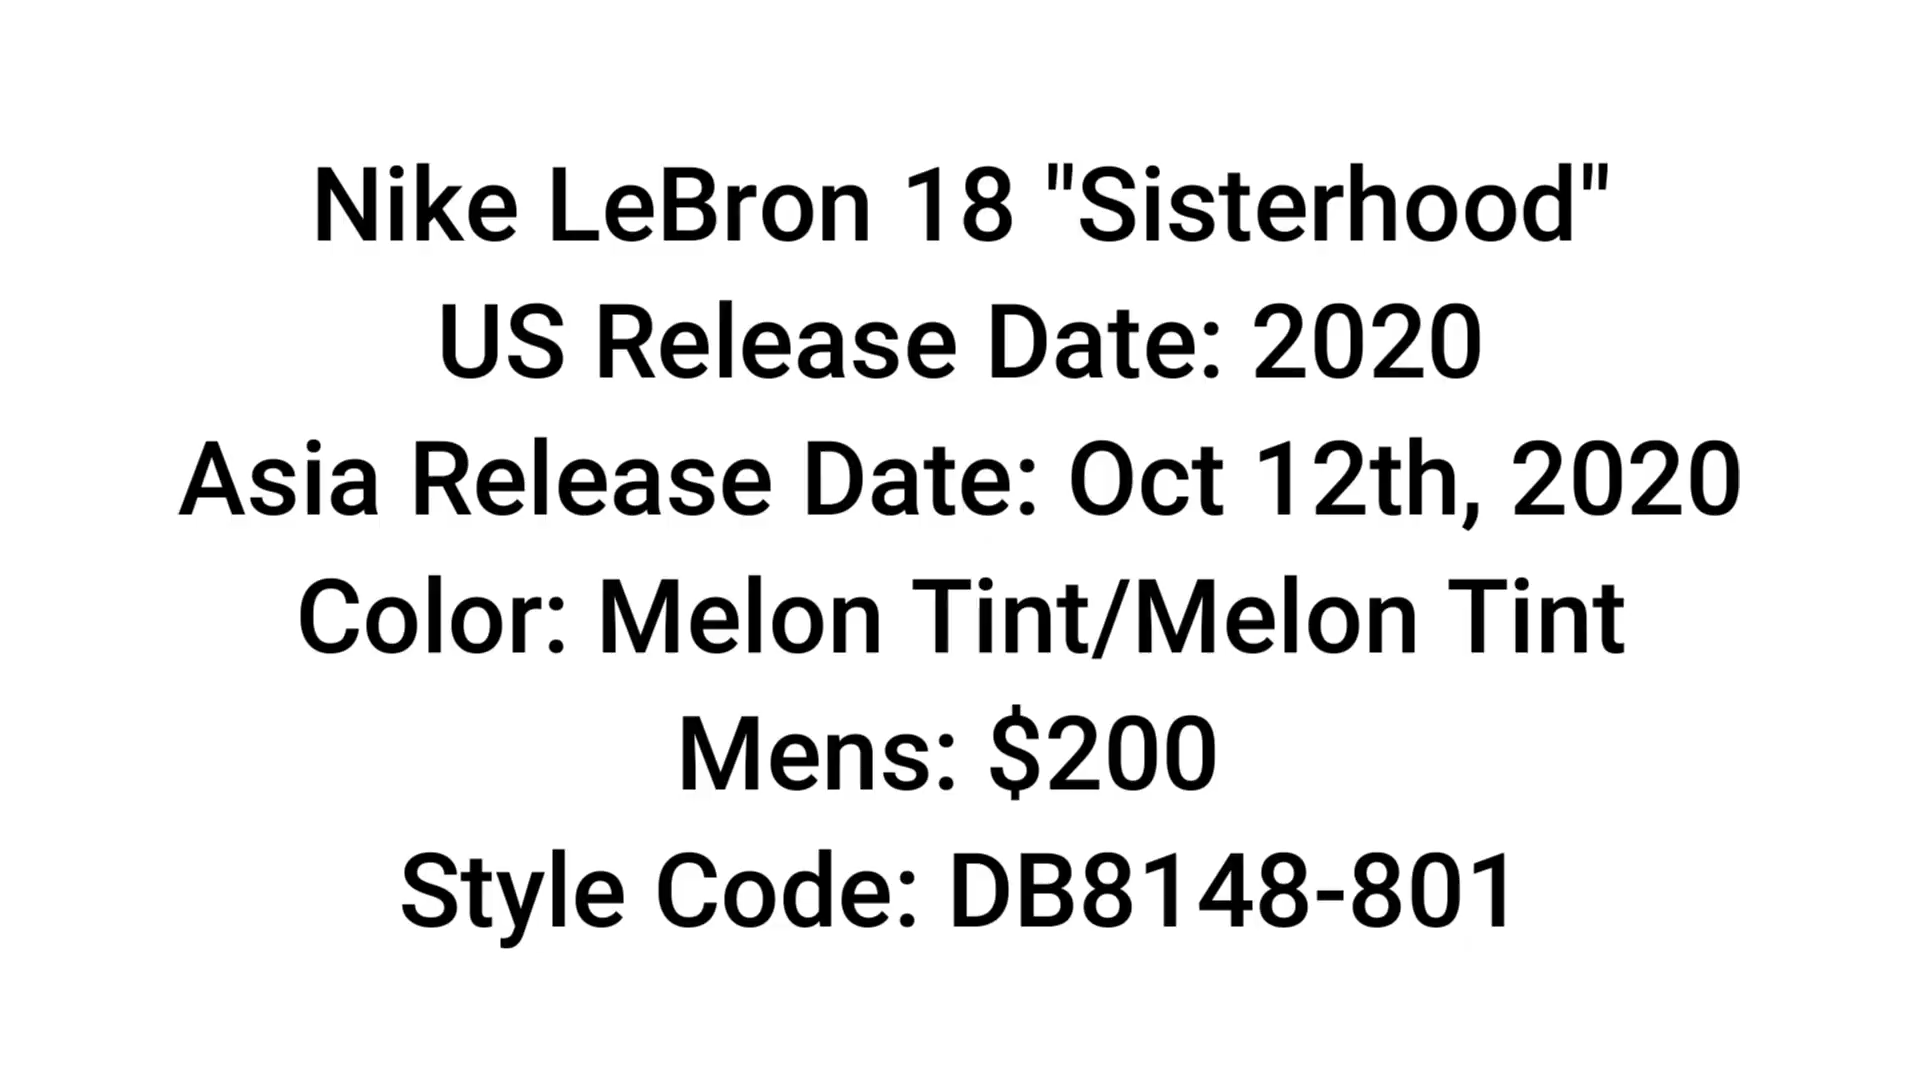 Nike LeBron 18 "Sisterhood"
US Release Date: 2020
Asia Release Date: Oct 12th, 2020
Color: Melon Tint/Melon Tint
Mens: $200
Style Code: DB8148-801